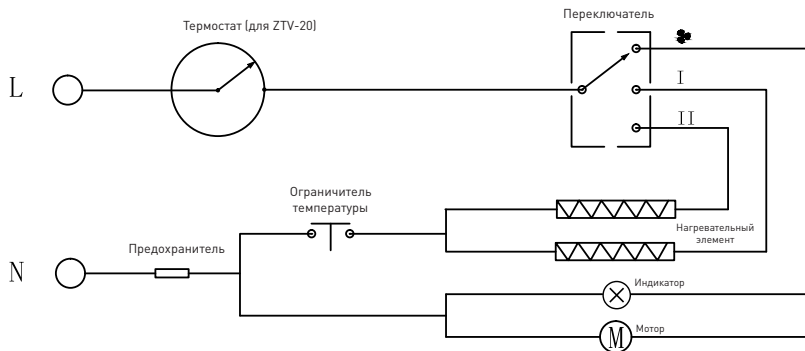 Термостат (для ZTV-20)
Переключатель
L
I
II
Ограничитель
температуры
Нагревательный
элемент
Предохранитель
N
Индикатор
M
Мотор